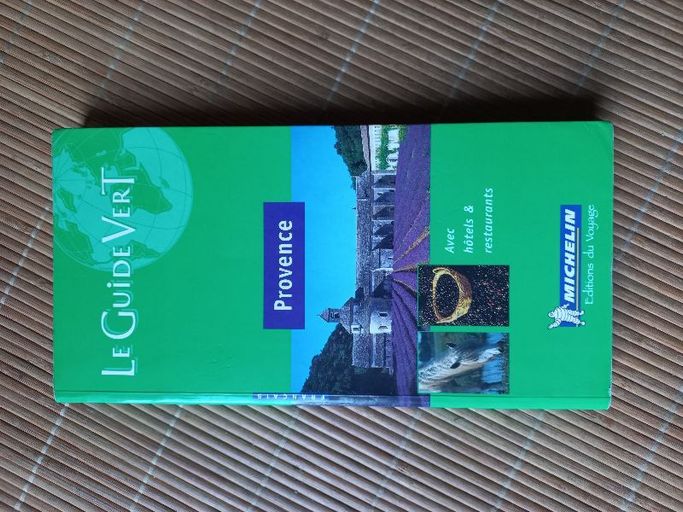 LE GUIDE VERT
Provence
Avec
hôtels &
restaurants
MICHELIN
Editions du Voyage